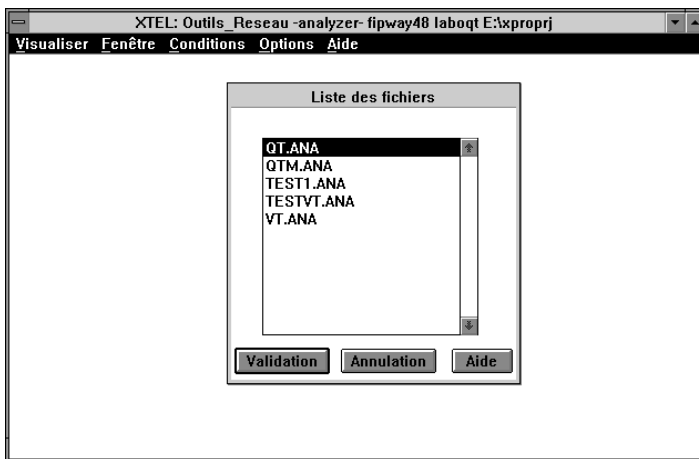 XTEL: Outils_Reseau -analyzer- fipway48 laboqt E:\xproprj
Visualiser Fenêtre Conditions Options Aide
Liste des fichiers
QT.ANA
QTM.ANA
TEST1.ANA
TESTVT.ANA
VT.ANA
Validation Annulation Aide